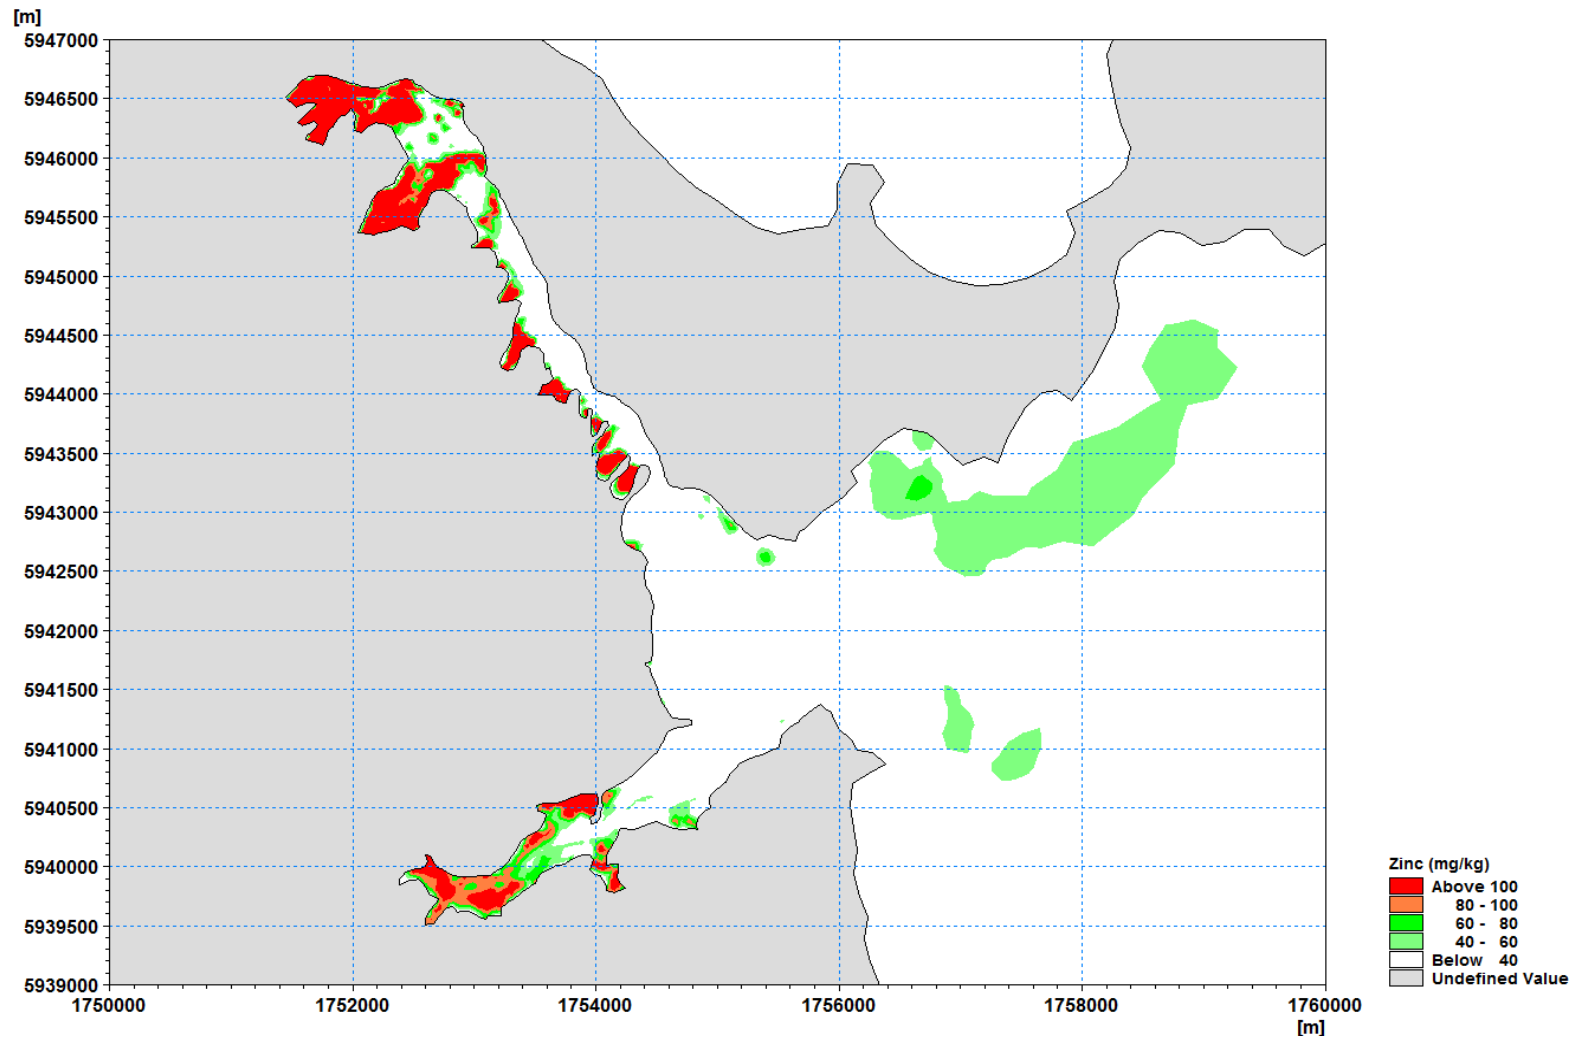 [m]
5947000
5946500
5946000
5945500
5945000
5944500
5944000
5943500
5943000
5942500
5942000
5941500
5941000
5940500
5940000
5939500
5939000
1750000 1752000 1754000 1756000 1758000 1760000
[m]
Zinc (mg/kg)
Above 100
80 - 100
60 - 80
40 - 60
Below 40
Undefined Value